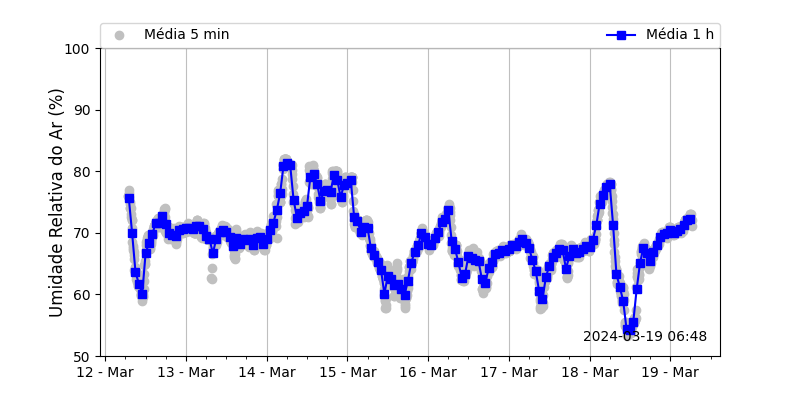 Média 5 min
Média 1 h
Umidade Relativa do Ar (%)
100
90
80
70
60
50
2024-03-19 06:48
12 - Mar
13 - Mar
14 - Mar
15 - Mar
16 - Mar
17 - Mar
18 - Mar
19 - Mar